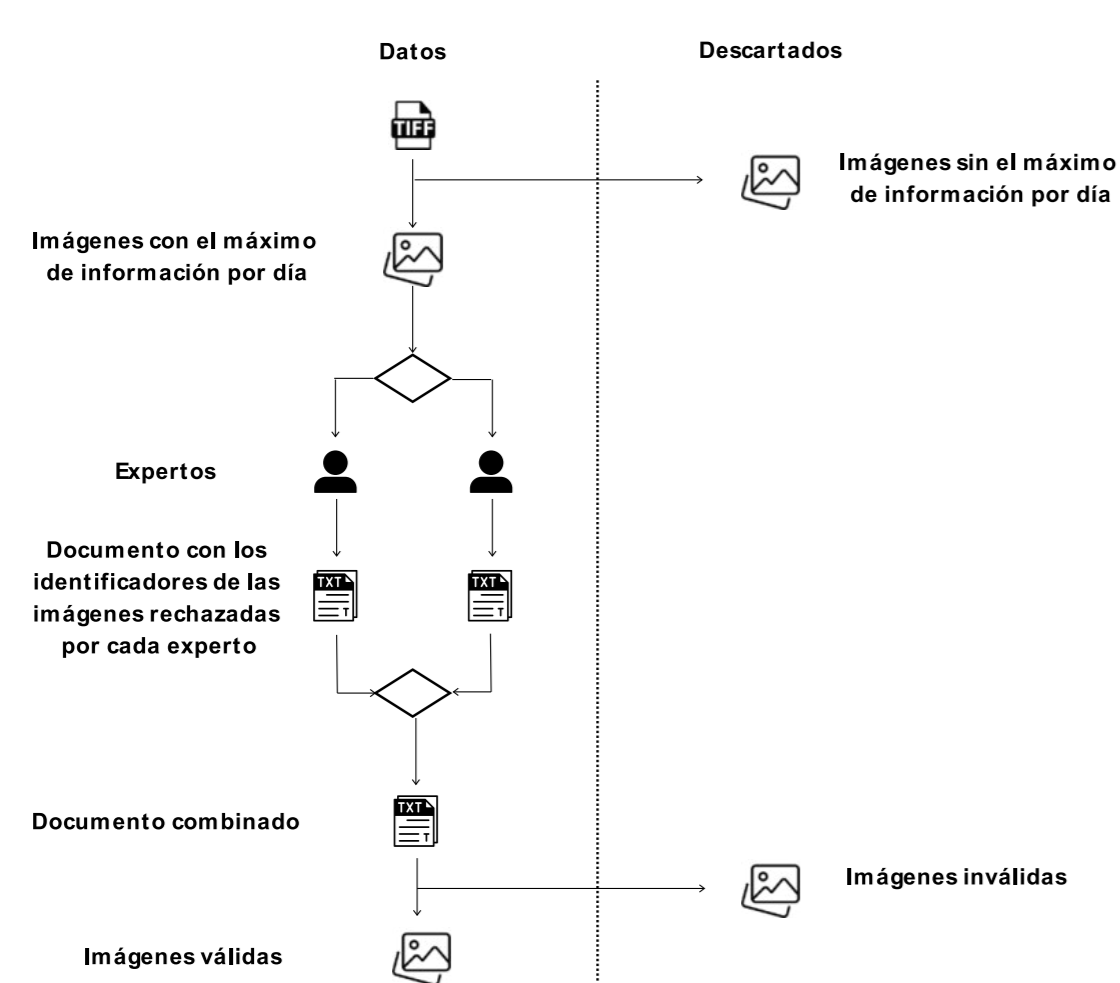 Datos
Descartados
TIFF
Imágenes sin el máximo
de información por día
Imágenes con el máximo
de información por día
Expertos
Documento con los
identificadores de las
imágenes rechazadas
por cada experto
TXT
T
TXT
T
Documento combinado
TXT
T
Imágenes inválidas
Imágenes válidas